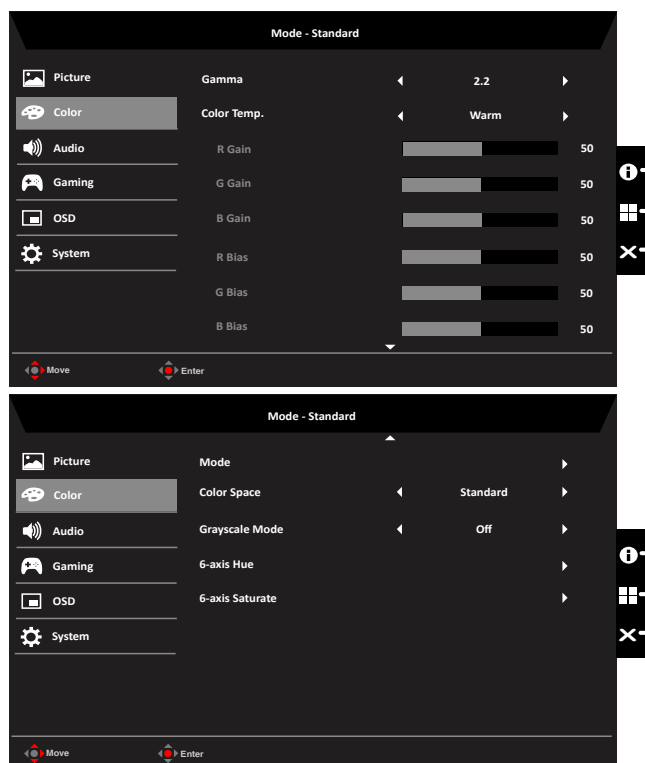 Mode - Standard
Picture
Gamma
2.2
Color
Color Temp.
Warm
Audio
R Gain
50
Gaming
G Gain
50
OSD
B Gain
50
System
R Bias
50
G Bias
50
B Bias
50
Move
Enter
Mode - Standard
Picture
Mode
Color
Color Space
Standard
Audio
Grayscale Mode
Off
Gaming
6-axis Hue
OSD
6-axis Saturate
System
Move
Enter